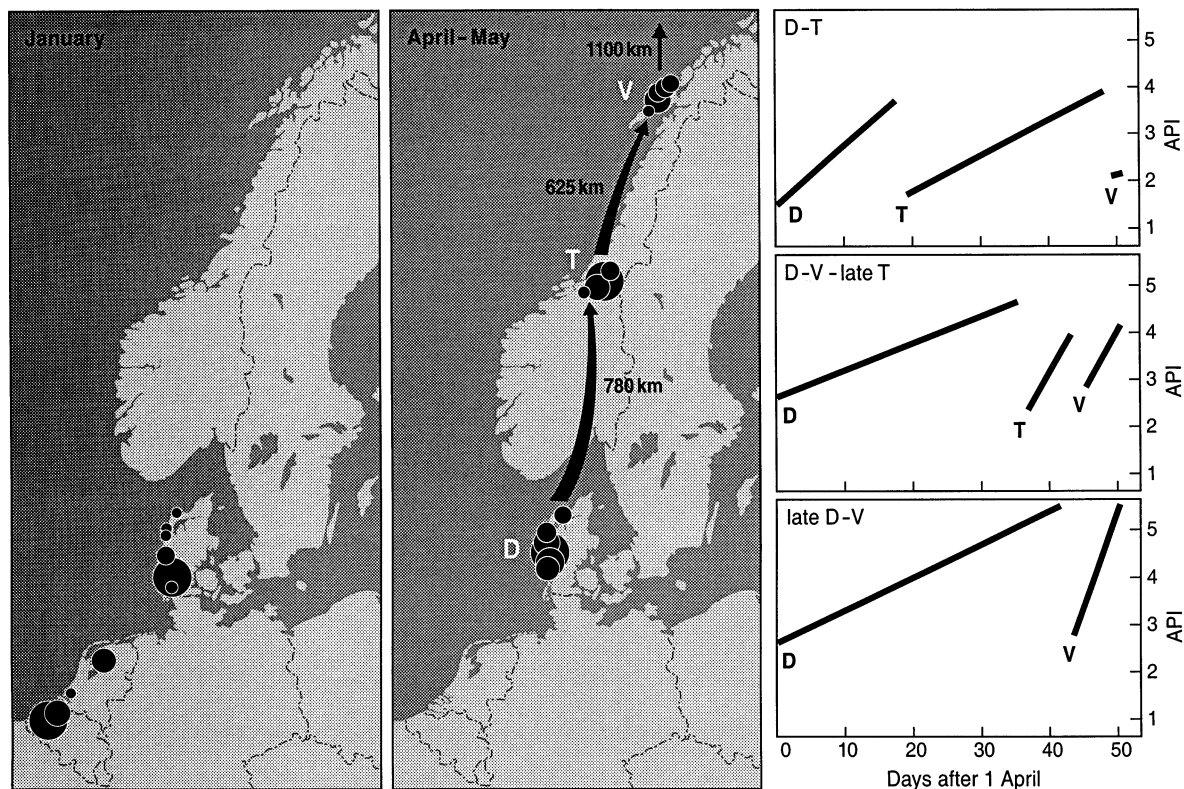 January
April – May
1100 km
V
625 km
T
780 km
D
D-T
5
4
3
2
1
API
D
T
V
D-V-late T
5
4
3
2
1
API
D
T
V
late D-V
5
4
3
2
1
API
D
V
0 10 20 30 40 50
Days after 1 April